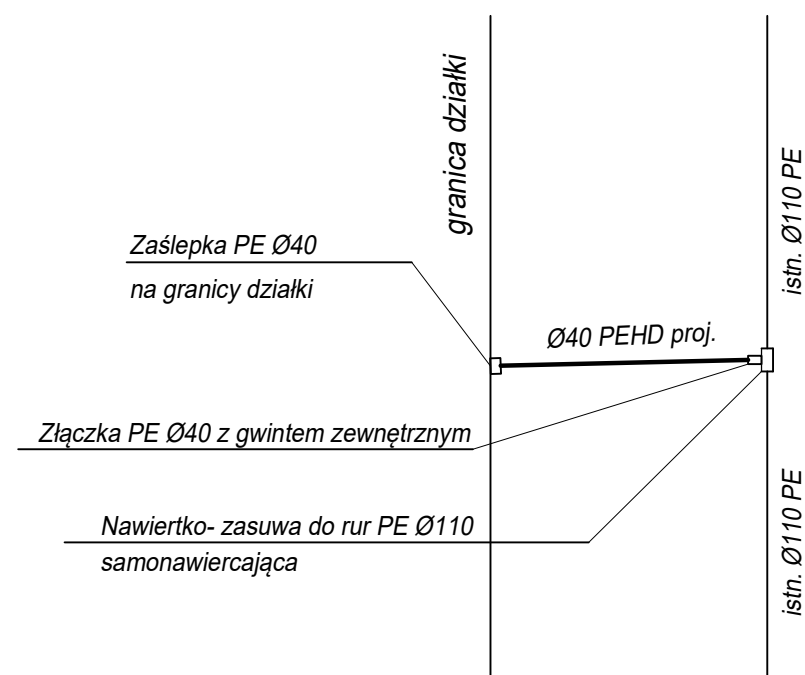 granica działki
istn. Ø110 PE
Zaślepka PE Ø40
na granicy działki
Ø40 PEHD proj.
Złączka PE Ø40 z gwintem zewnętrznym
Nawiertko- zasuwa do rur PE Ø110
samonawiercająca
istn. Ø110 PE